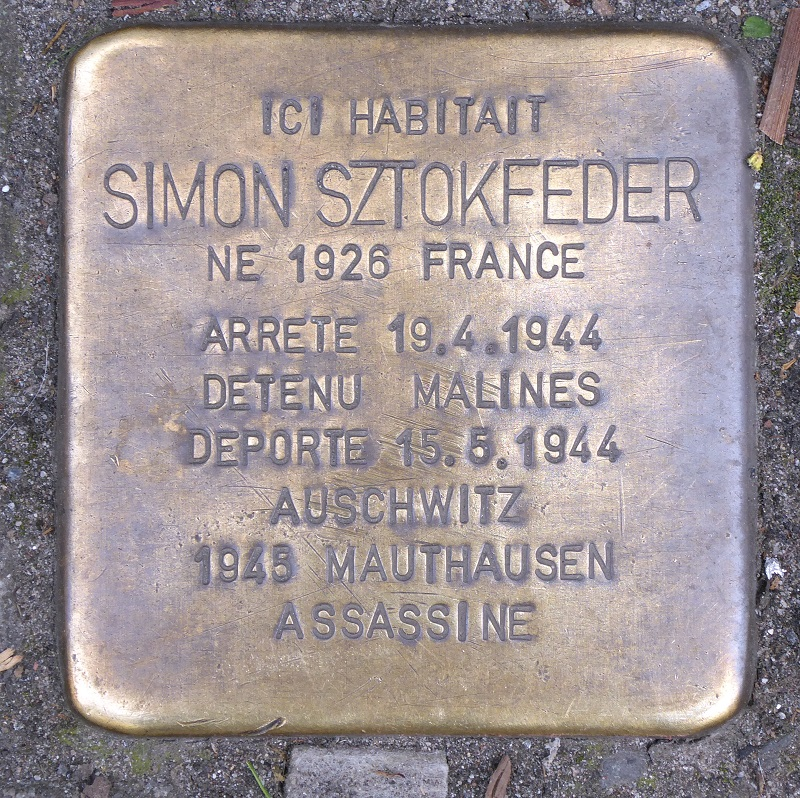 ICI HABITAIT
SIMON SZTOKFEDER
NE 1926 FRANCE
ARRETE 19.4.1944
DETENU MALINES
DEPORTE 15.5.1944
AUSCHWITZ
1945 MAUTHAUSEN
ASSASSINE